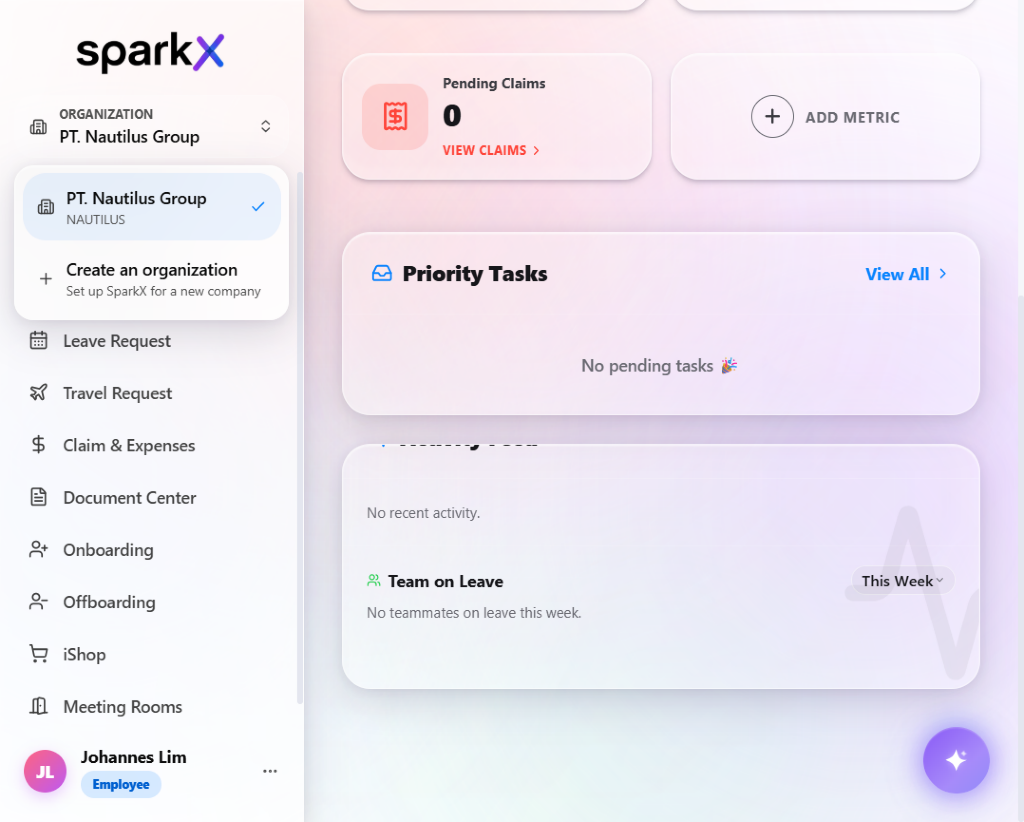 sparkX
ORGANIZATION
PT. Nautilus Group
PT. Nautilus Group
NAUTILUS
Create an organization
Set up SparkX for a new company
Leave Request
Travel Request
Claim & Expenses
Document Center
Onboarding
Offboarding
iShop
Meeting Rooms
JL
Johannes Lim
Employee
Pending Claims
0
VIEW CLAIMS
ADD METRIC
Priority Tasks
View All
No pending tasks 🎉
Activity Feed
No recent activity.
Team on Leave
This Week
No teammates on leave this week.